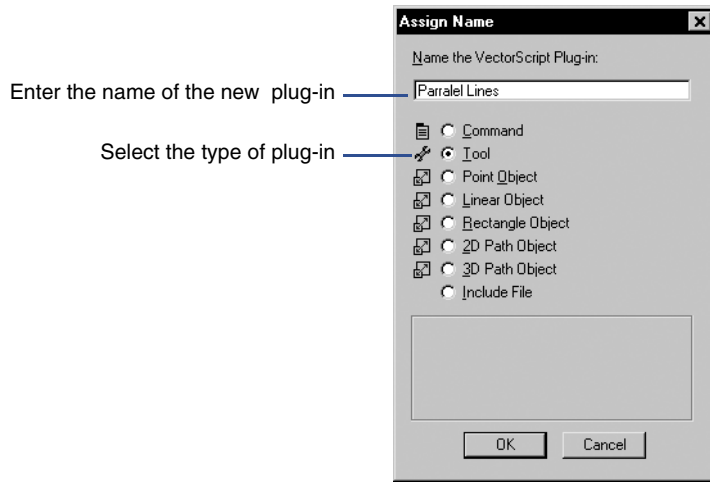 Assign Name
Name the VectorScript Plug-in:
Enter the name of the new plug-in
Parralel Lines
Command
Select the type of plug-in
Tool
Point Object
Linear Object
Rectangle Object
2D Path Object
3D Path Object
Include File
OK
Cancel